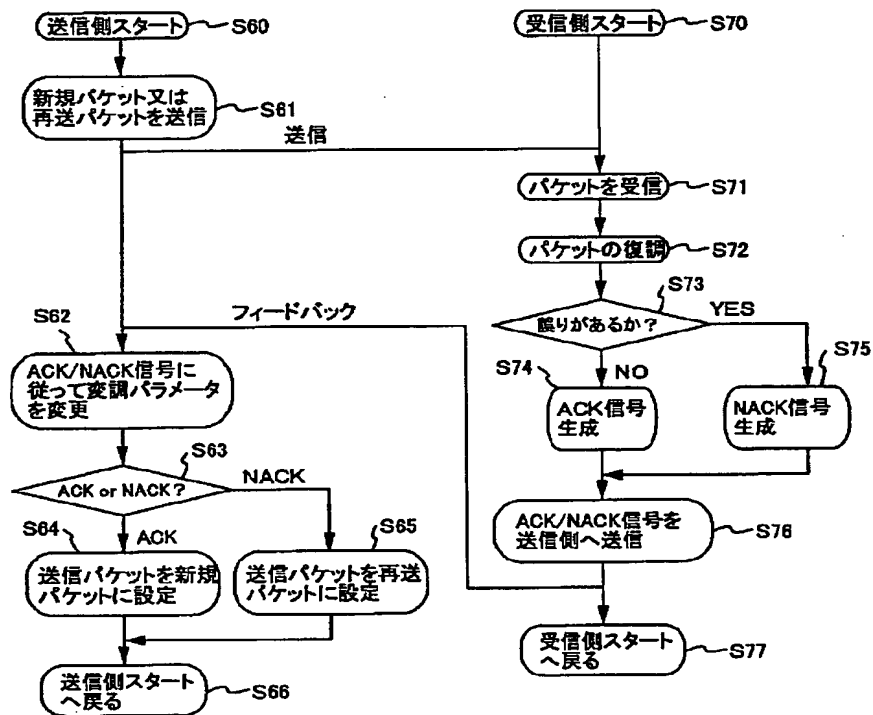 送信側スタート
S60
新規パケット又は
再送パケットを送信
S61
送信
フィードバック
S62
ACK/NACK信号に
従って変調パラメータ
を変更
S63
ACK or NACK?
NACK
S64
ACK
S65
送信パケットを新規
パケットに設定
送信パケットを再送
パケットに設定
送信側スタート
へ戻る
S66
受信側スタート
S70
パケットを受信
S71
パケットの復調
S72
S73
誤りがあるか?
YES
S74
NO
S75
ACK信号
生成
NACK信号
生成
ACK/NACK信号を
送信側へ送信
S76
受信側スタート
へ戻る
S77